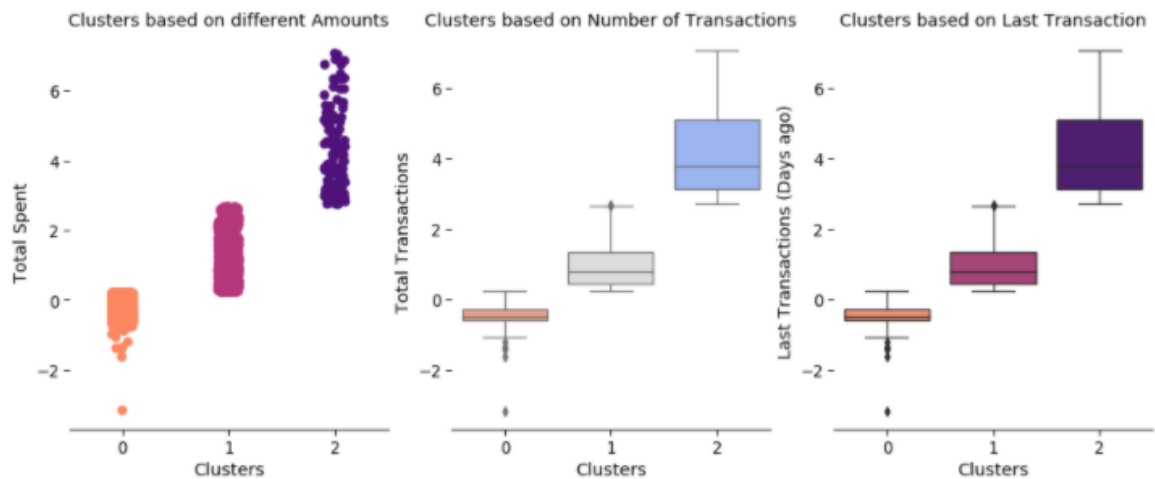 Clusters based on different Amounts
Total Spent
6
4
2
0
−2
0 1 2
Clusters
Clusters based on Number of Transactions
Total Transactions
6
4
2
0
−2
0 1 2
Clusters
Clusters based on Last Transaction
Last Transactions (Days ago)
6
4
2
0
−2
0 1 2
Clusters